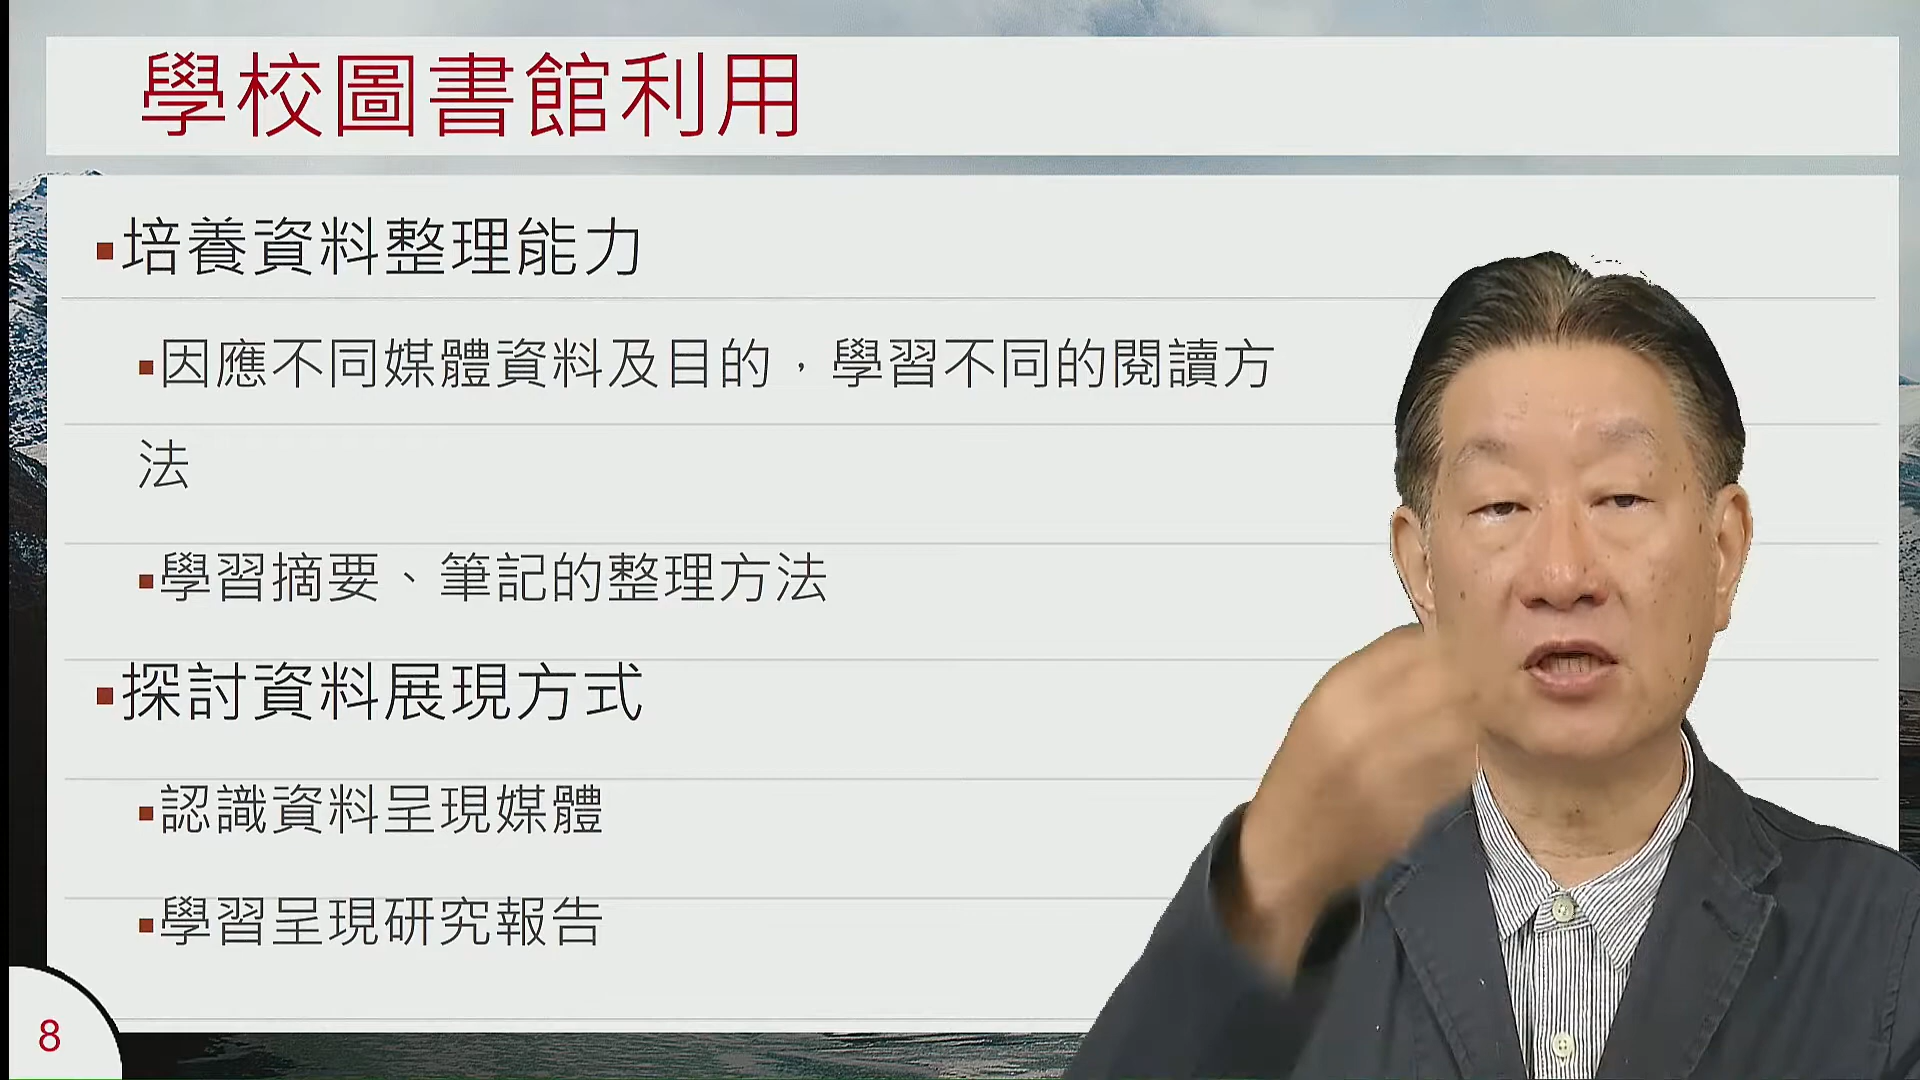 學校圖書館利用
▪培養資料整理能力
▪因應不同媒體資料及目的，學習不同的閱讀方
法
▪學習摘要、筆記的整理方法
▪探討資料展現方式
▪認識資料呈現媒體
▪學習呈現研究報告
8